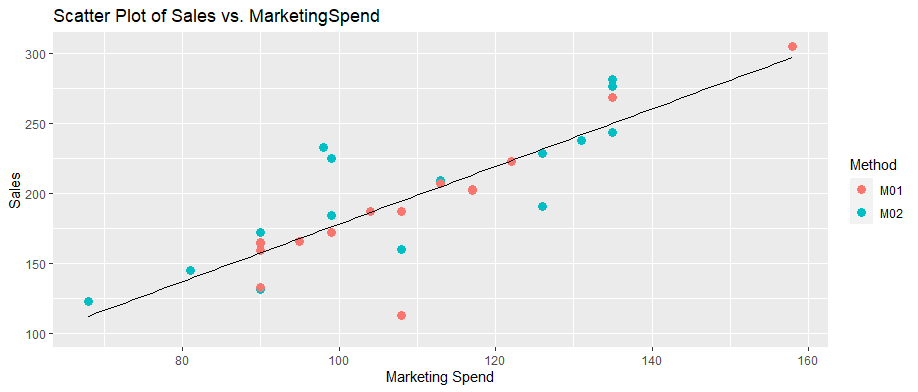 Scatter Plot of Sales vs. MarketingSpend
300
250
200
150
100
Sales
80
100
120
140
160
Marketing Spend
Method
M01
M02